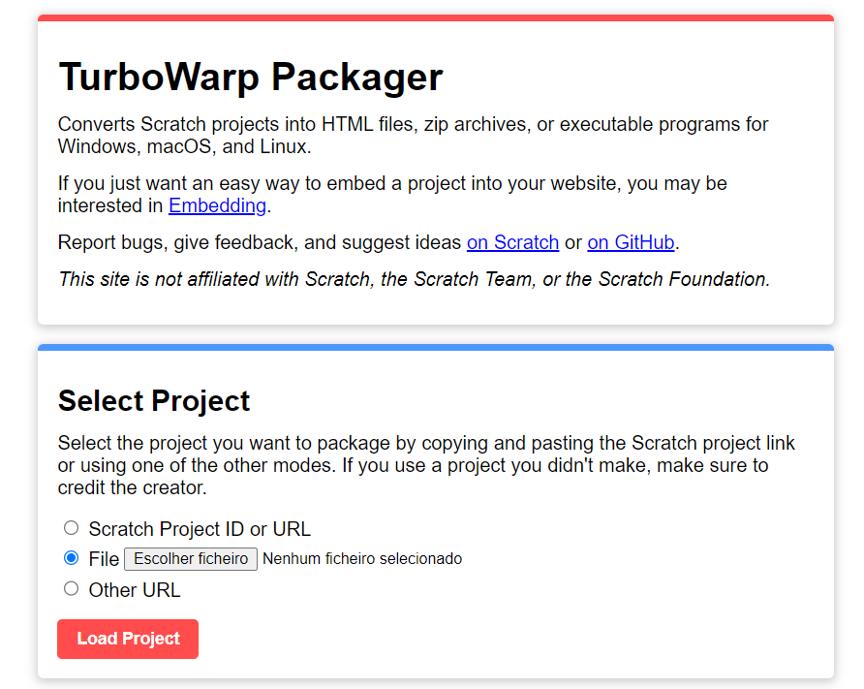 TurboWarp Packager
Converts Scratch projects into HTML files, zip archives, or executable programs for
Windows, macOS, and Linux.
If you just want an easy way to embed a project into your website, you may be
interested in Embedding.
Report bugs, give feedback, and suggest ideas on Scratch or on GitHub.
This site is not affiliated with Scratch, the Scratch Team, or the Scratch Foundation.
Select Project
Select the project you want to package by copying and pasting the Scratch project link
or using one of the other modes. If you use a project you didn't make, make sure to
credit the creator.
Scratch Project ID or URL
File Escolher ficheiro Nenhum ficheiro selecionado
Other URL
Load Project